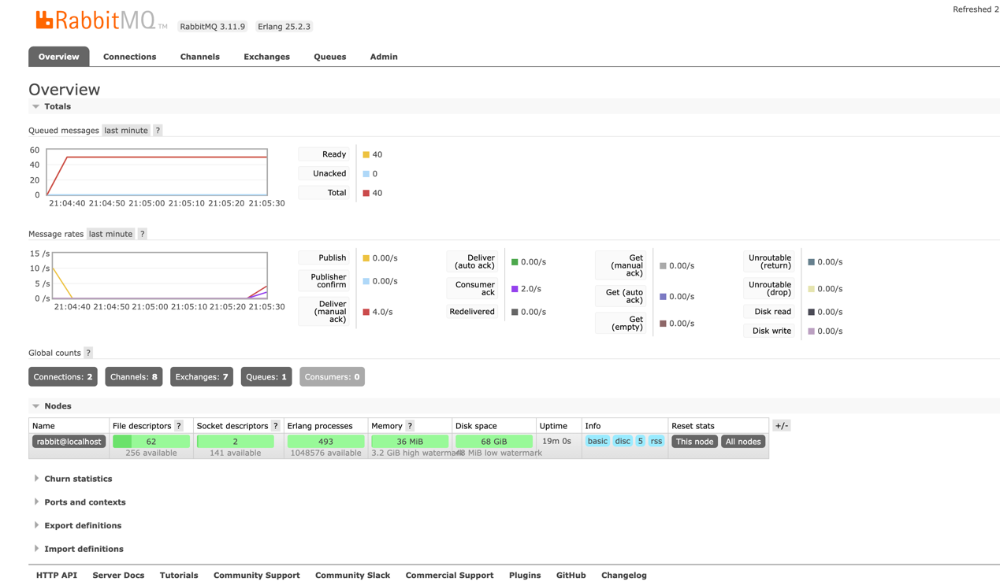 Refreshed 2
RabbitMQ TM RabbitMQ 3.11.9 Erlang 25.2.3
Overview Connections Channels Exchanges Queues Admin
Overview
Totals
Queued messages last minute ?
60
40
20
0
21:04:40 21:04:50 21:05:00 21:05:10 21:05:20 21:05:30
Ready 40
Unacked 0
Total 40
Message rates last minute ?
15 /s
10 /s
5 /s
0 /s
21:04:40 21:04:50 21:05:00 21:05:10 21:05:20 21:05:30
Publish 0.00/s
Publisher
confirm 0.00/s
Deliver
(manual
ack) 4.0/s
Deliver
(auto ack) 0.00/s
Consumer
ack 2.0/s
Redelivered 0.00/s
Get
(manual
ack) 0.00/s
Get (auto
ack) 0.00/s
Get
(empty) 0.00/s
Unroutable
(return) 0.00/s
Unroutable
(drop) 0.00/s
Disk read 0.00/s
Disk write 0.00/s
Global counts ?
Connections: 2 Channels: 8 Exchanges: 7 Queues: 1 Consumers: 0
Nodes
Name File descriptors ? Socket descriptors ? Erlang processes Memory ? Disk space Uptime Info Reset stats +/-
rabbit@localhost 62 2 493 36 MiB 68 GiB 19m 0s basic disc 5 rss This node All nodes
256 available 141 available 1048576 available 3.2 GiB high watermark 48 MiB low watermark
Churn statistics
Ports and contexts
Export definitions
Import definitions
HTTP API Server Docs Tutorials Community Support Community Slack Commercial Support Plugins GitHub Changelog